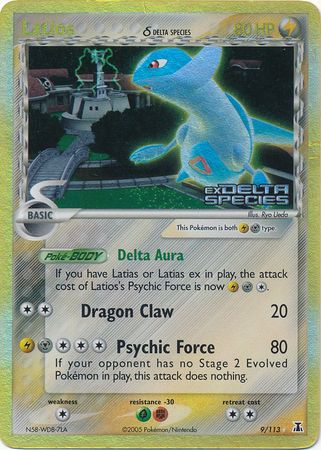 Latios
δ DELTA SPECIES
80 HP
EX DELTA
SPECIES
BASIC
Illus. Ryo Ueda
This Pokémon is both type.
Poké-BODY Delta Aura
If you have Latias or Latias ex in play, the attack
cost of Latios's Psychic Force is now .
Dragon Claw 20
Psychic Force 80
If your opponent has no Stage 2 Evolved
Pokémon in play, this attack does nothing.
weakness resistance -30 retreat cost
N58-WD8-7LA ©2005 Pokémon/Nintendo 9/113